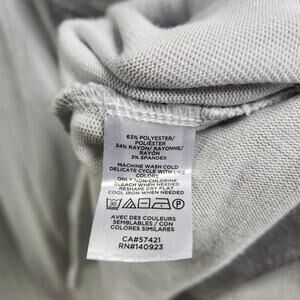 63% POLYESTER/
POLIÉSTER
34% RAYON/ RAYONNE/
RAYON
3% SPANDEX
MACHINE WASH COLD
DELICATE CYCLE WITH LIKE
COLORS
ONLY NON-CHLORINE
BLEACH WHEN NEEDED
RESHAPE DRY FLAT
COOL IRON WHEN NEEDED
30
P
AVEC DES COULEURS
SEMBLABLES / CON
COLORES SIMILARES
CA#57421
RN#140923